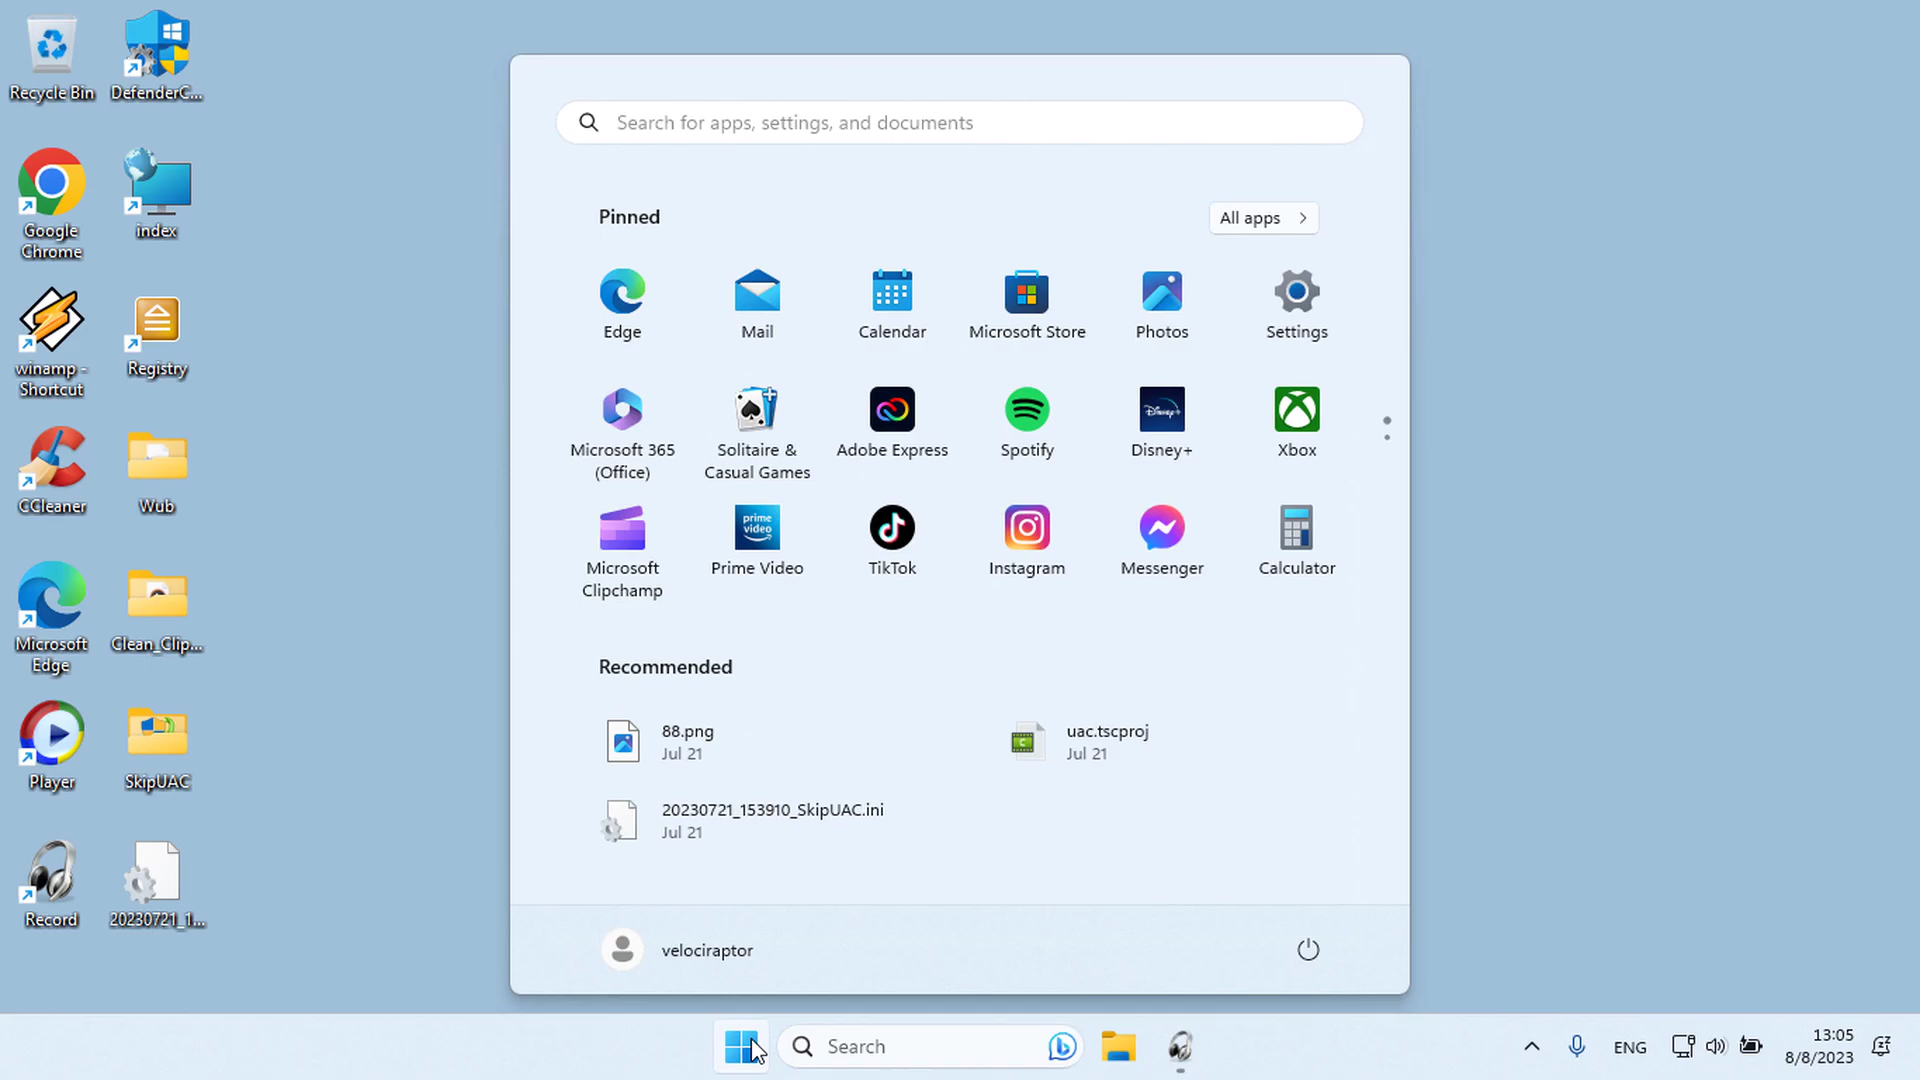 Recycle Bin
DefenderC...
Google
Chrome
index
winamp -
Shortcut
Registry
CCleaner
Wub
Microsoft
Edge
Clean_Clip...
Player
SkipUAC
Record
20230721_1...
Search for apps, settings, and documents
Pinned
All apps
Edge
Mail
Calendar
Microsoft Store
Photos
Settings
Microsoft 365
(Office)
Solitaire &
Casual Games
Adobe Express
Spotify
Disney+
Disney+
Xbox
Microsoft
Clipchamp
prime
video
Prime Video
TikTok
Instagram
Messenger
Calculator
Recommended
88.png
Jul 21
C
uac.tscproj
Jul 21
20230721_153910_SkipUAC.ini
Jul 21
velociraptor
Search
b
ENG
13:05
8/8/2023